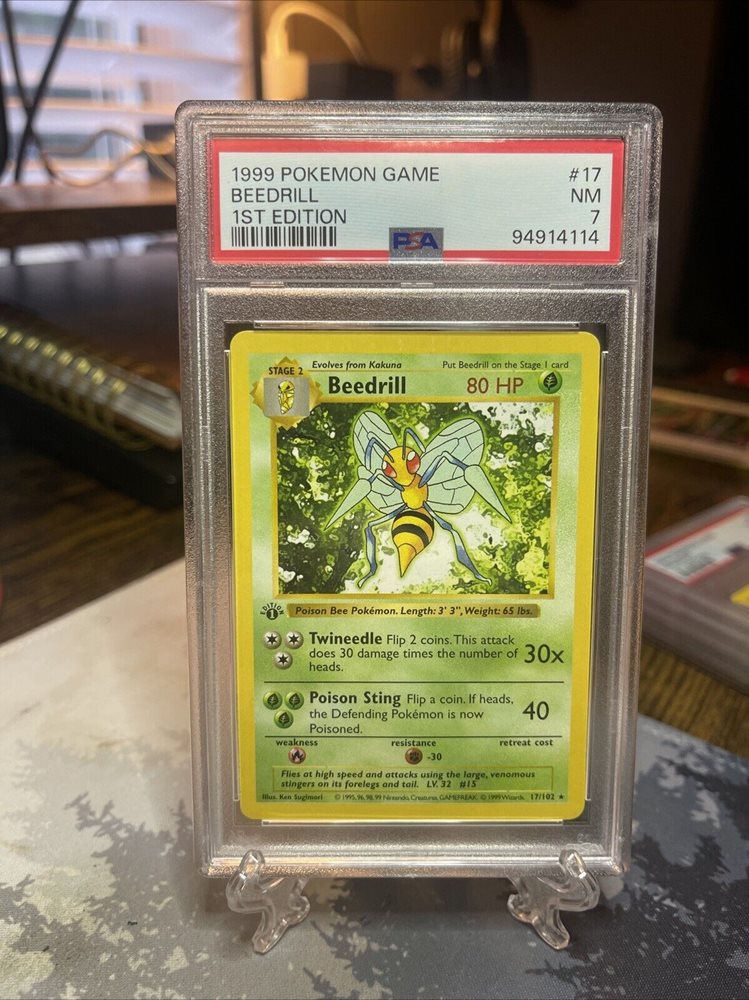 1999 POKEMON GAME #17
BEEDRILL NM
1ST EDITION 7
PSA 94914114
STAGE 2 Evolves from Kakuna Put Beedrill on the Stage 1 card
Beedrill 80 HP
EDITION 1
Poison Bee Pokémon. Length: 3' 3", Weight: 65 lbs.
Twineedle Flip 2 coins. This attack
does 30 damage times the number of 30x
heads.
Poison Sting Flip a coin. If heads,
the Defending Pokémon is now 40
Poisoned.
weakness resistance retreat cost
-30
Flies at high speed and attacks using the large, venomous
stingers on its forelegs and tail. LV. 32 #15
Illus. Ken Sugimori © 1995, 96, 98, 99 Nintendo, Creatures, GAMEFREAK. © 1999 Wizards. 17/102 ★